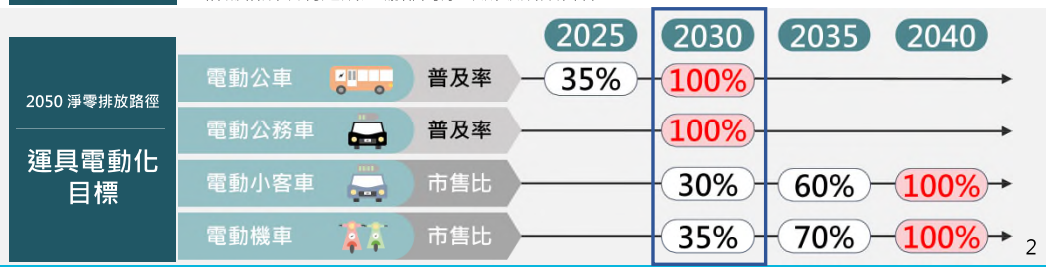 2025 2030 2035 2040
2050 淨零排放路徑
運具電動化
目標
電動公車 普及率 35% 100%
電動公務車 普及率 100%
電動小客車 市售比 30% 60% 100%
電動機車 市售比 35% 70% 100%
2